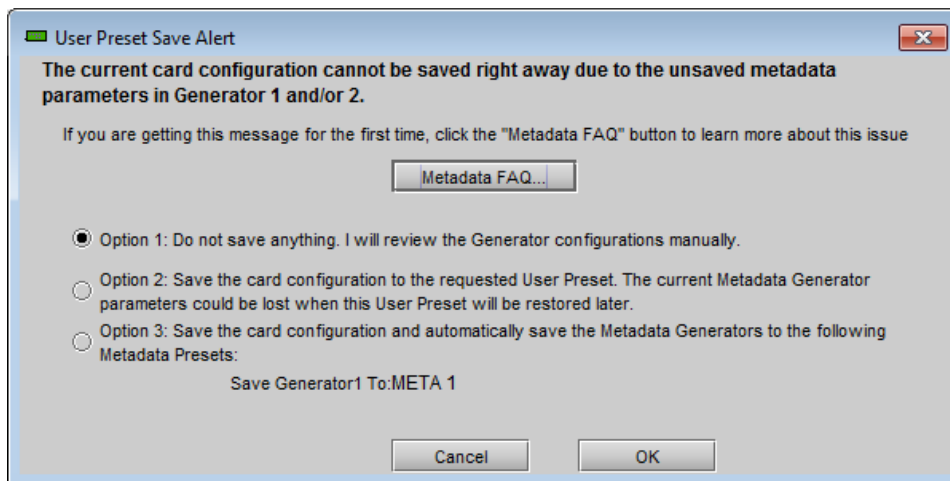 User Preset Save Alert
The current card configuration cannot be saved right away due to the unsaved metadata
parameters in Generator 1 and/or 2.
If you are getting this message for the first time, click the "Metadata FAQ" button to learn more about this issue
Metadata FAQ...
Option 1: Do not save anything. I will review the Generator configurations manually.
Option 2: Save the card configuration to the requested User Preset. The current Metadata Generator
parameters could be lost when this User Preset will be restored later.
Option 3: Save the card configuration and automatically save the Metadata Generators to the following
Metadata Presets:
Save Generator1 To:META 1
Cancel
OK